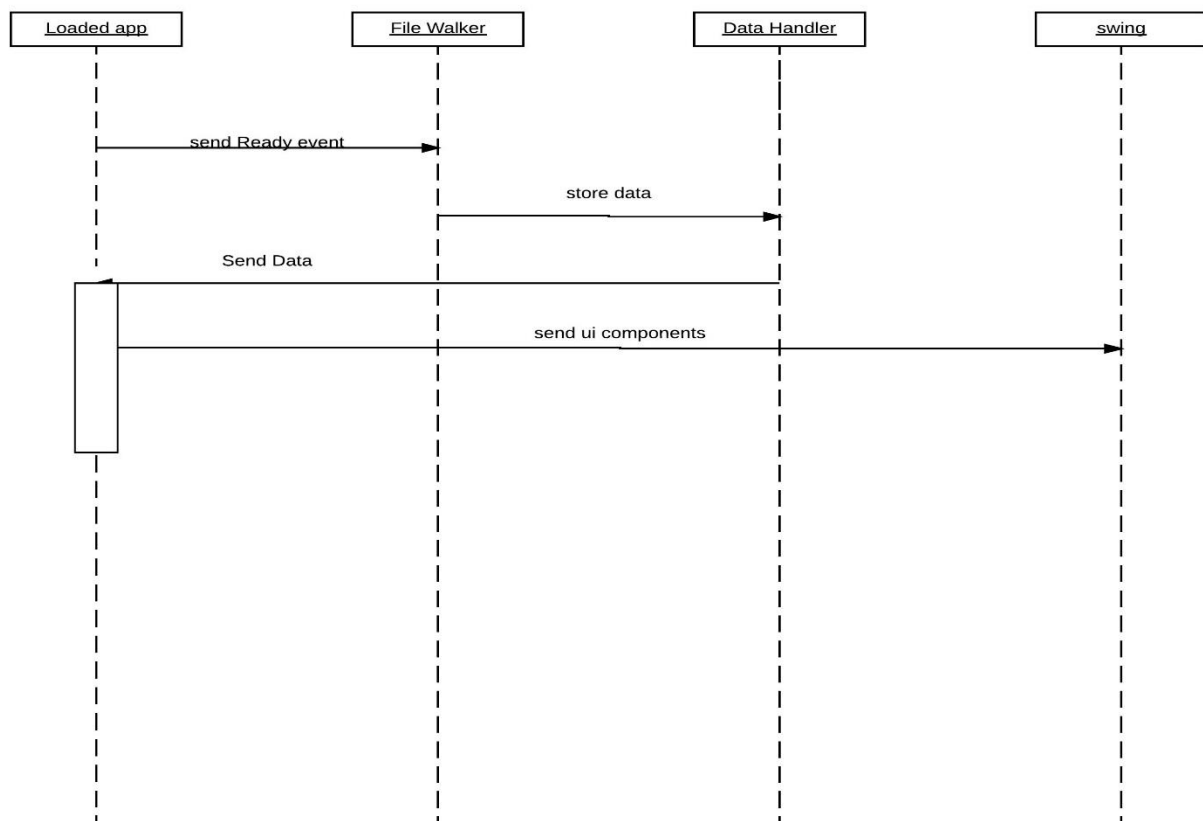 Loaded app
File Walker
Data Handler
swing
send Ready event
store data
Send Data
send ui components